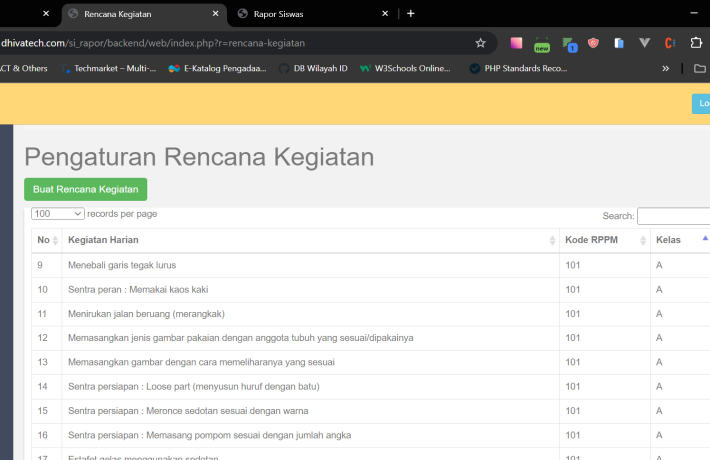 Rencana Kegiatan
Rapor Siswas
dhivatech.com/si_rapor/backend/web/index.php?r=rencana-kegiatan
new
1
ACT & Others
Techmarket – Multi-...
E-Katalog Pengadaa...
DB Wilayah ID
W3Schools Online...
PHP Standards Reco...
Lo
Pengaturan Rencana Kegiatan
Buat Rencana Kegiatan
100 records per page
Search:
No Kegiatan Harian Kode RPPM Kelas
9 Menebali garis tegak lurus 101 A
10 Sentra peran : Memakai kaos kaki 101 A
11 Menirukan jalan beruang (merangkak) 101 A
12 Memasangkan jenis gambar pakaian dengan anggota tubuh yang sesuai/dipakainya 101 A
13 Memasangkan gambar dengan cara memeliharanya yang sesuai 101 A
14 Sentra persiapan : Loose part (menyusun huruf dengan batu) 101 A
15 Sentra persiapan : Meronce sedotan sesuai dengan warna 101 A
16 Sentra persiapan : Memasang pompom sesuai dengan jumlah angka 101 A
17 Estafet gelas menggunakan sedotan 101 A